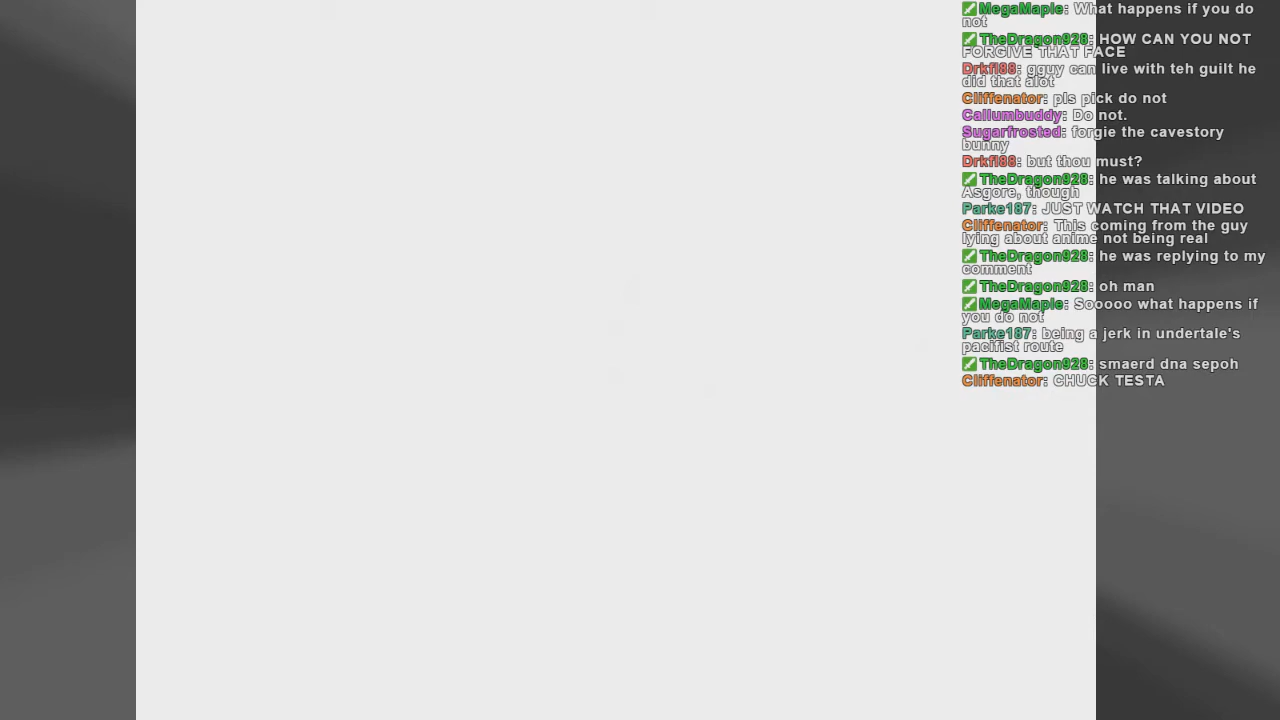 MegaMaple: What happens if you do
not
TheDragon928: HOW CAN YOU NOT
FORGIVE THAT FACE
Drkfl88: gguy can live with teh guilt he
did that alot
Cliffenator: pls pick do not
Callumbuddy: Do not.
Sugarfrosted: forgie the cavestory
bunny
Drkfl88: but thou must?
TheDragon928: he was talking about
Asgore, though
Parke187: JUST WATCH THAT VIDEO
Cliffenator: This coming from the guy
lying about anime not being real
TheDragon928: he was replying to my
comment
TheDragon928: oh man
MegaMaple: Sooooo what happens if
you do not
Parke187: being a jerk in undertale's
pacifist route
TheDragon928: smaerd dna sepoh
Cliffenator: CHUCK TESTA